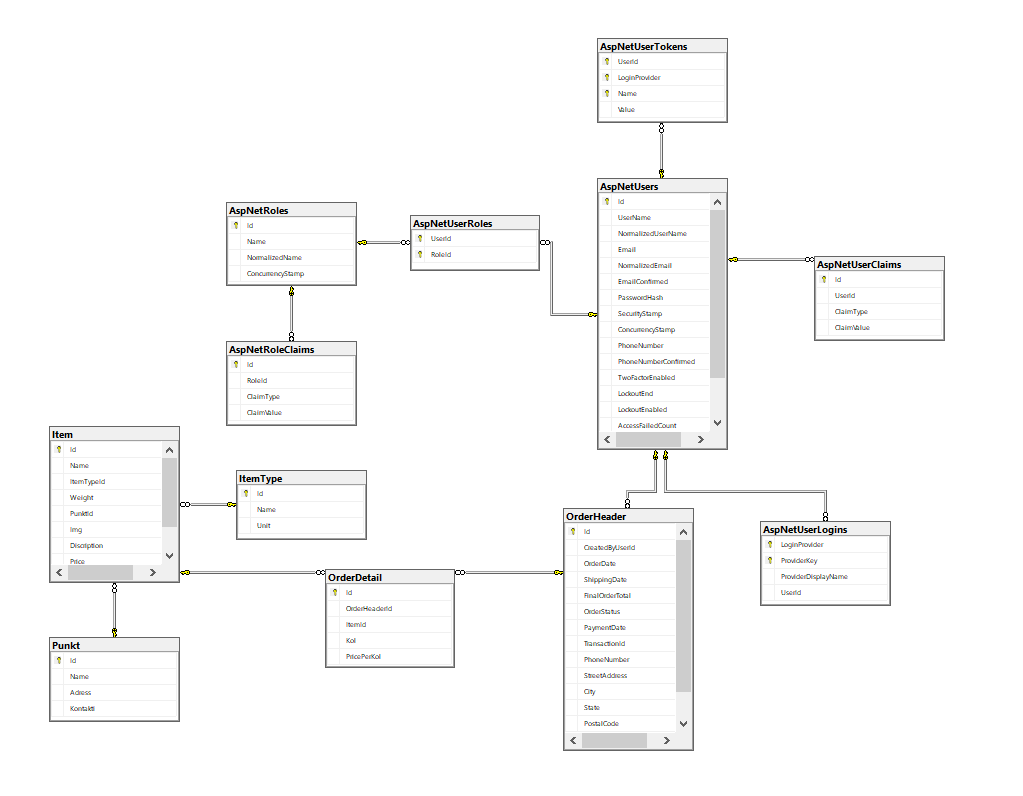 AspNetUserTokens
UserId
LoginProvider
Name
Value
AspNetUsers
Id
UserName
NormalizedUserName
Email
NormalizedEmail
EmailConfirmed
PasswordHash
SecurityStamp
ConcurrencyStamp
PhoneNumber
PhoneNumberConfirmed
TwoFactorEnabled
LockoutEnd
LockoutEnabled
AccessFailedCount
AspNetRoles
Id
Name
NormalizedName
ConcurrencyStamp
AspNetUserRoles
UserId
RoleId
AspNetUserClaims
Id
UserId
ClaimType
ClaimValue
AspNetRoleClaims
Id
RoleId
ClaimType
ClaimValue
Item
Id
Name
ItemTypeId
Weight
PunktId
Img
Discription
Price
ItemType
Id
Name
Unit
OrderHeader
Id
CreatedByUserId
OrderDate
ShippingDate
FinalOrderTotal
OrderStatus
PaymentDate
TransactionId
PhoneNumber
StreetAddress
City
State
PostalCode
AspNetUserLogins
LoginProvider
ProviderKey
ProviderDisplayName
UserId
OrderDetail
Id
OrderHeaderId
ItemId
Kol
PricePerKol
Punkt
Id
Name
Adress
Kontakti